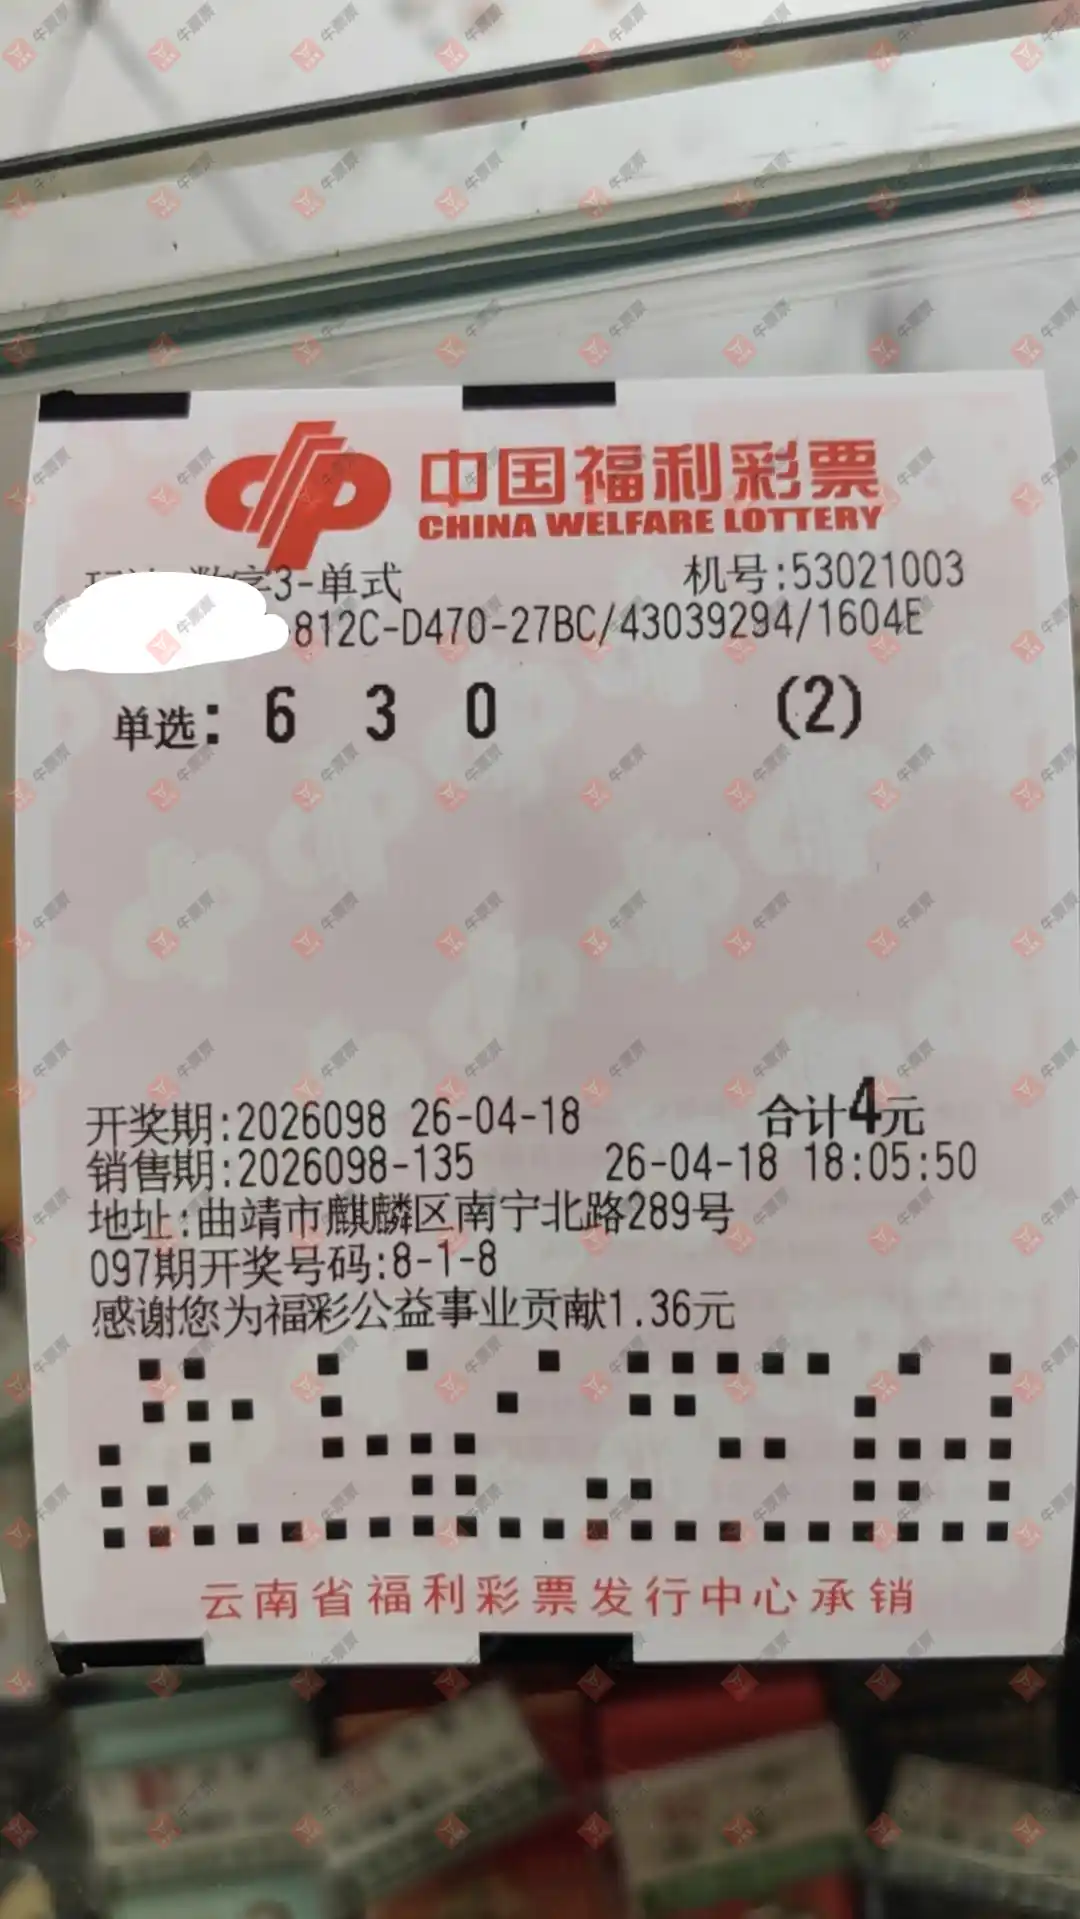 中国福利彩票
CHINA WELFARE LOTTERY
数字3-单式 机号:53021003
-812C-D470-27BC/43039294/1604E
单选: 6 3 0 (2)
开奖期:2026098 26-04-18 合计4元
销售期:2026098-135 26-04-18 18:05:50
地址:曲靖市麒麟区南宁北路289号
097期开奖号码:8-1-8
感谢您为福彩公益事业贡献1.36元
云南省福利彩票发行中心承销